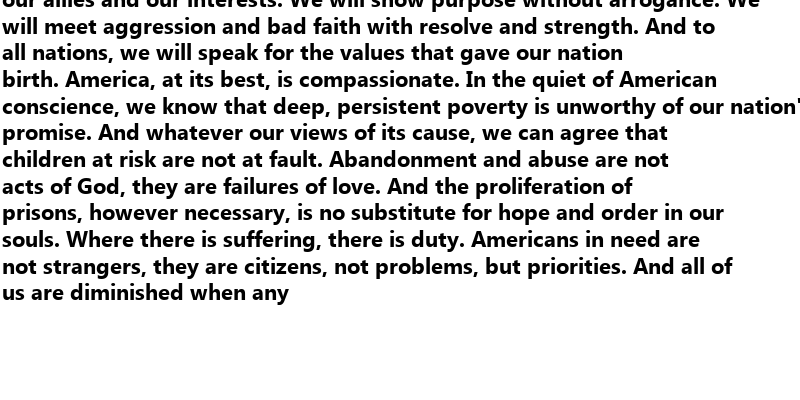 our allies and our interests. We will show purpose without arrogance. We
will meet aggression and bad faith with resolve and strength. And to
all nations, we will speak for the values that gave our nation
birth. America, at its best, is compassionate. In the quiet of American
conscience, we know that deep, persistent poverty is unworthy of our nation'
promise. And whatever our views of its cause, we can agree that
children at risk are not at fault. Abandonment and abuse are not
acts of God, they are failures of love. And the proliferation of
prisons, however necessary, is no substitute for hope and order in our
souls. Where there is suffering, there is duty. Americans in need are
not strangers, they are citizens, not problems, but priorities. And all of
us are diminished when any